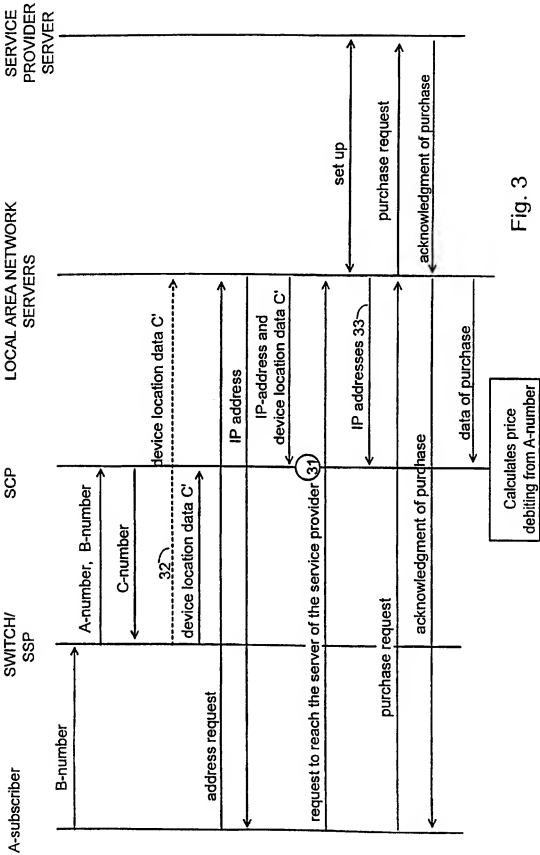 A-subscriber
SWITCH/
SSP
SCP
LOCAL AREA NETWORK
SERVERS
SERVICE
PROVIDER
SERVER
B-number
A-number, B-number
C-number
32
device location data C'
device location data C'
address request
IP address
IP-address and
device location data C'
31
request to reach the server of the service provider
set up
IP addresses 33
purchase request
purchase request
acknowledgment of purchase
acknowledgment of purchase
data of purchase
Calculates price
debiting from A-number
Fig. 3